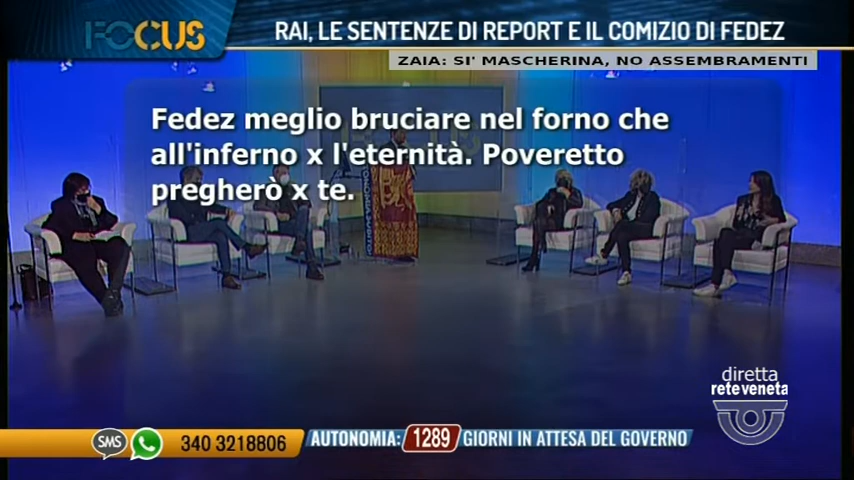 FOCUS
RAI, LE SENTENZE DI REPORT E IL COMIZIO DI FEDEZ
ZAIA: SI' MASCHERINA, NO ASSEMBRAMENTI
Fedez meglio bruciare nel forno che
all'inferno x l'eternità. Poveretto
pregherò x te.
diretta
reteveneta
SMS
340 3218806
AUTONOMIA: 1289 GIORNI IN ATTESA DEL GOVERNO